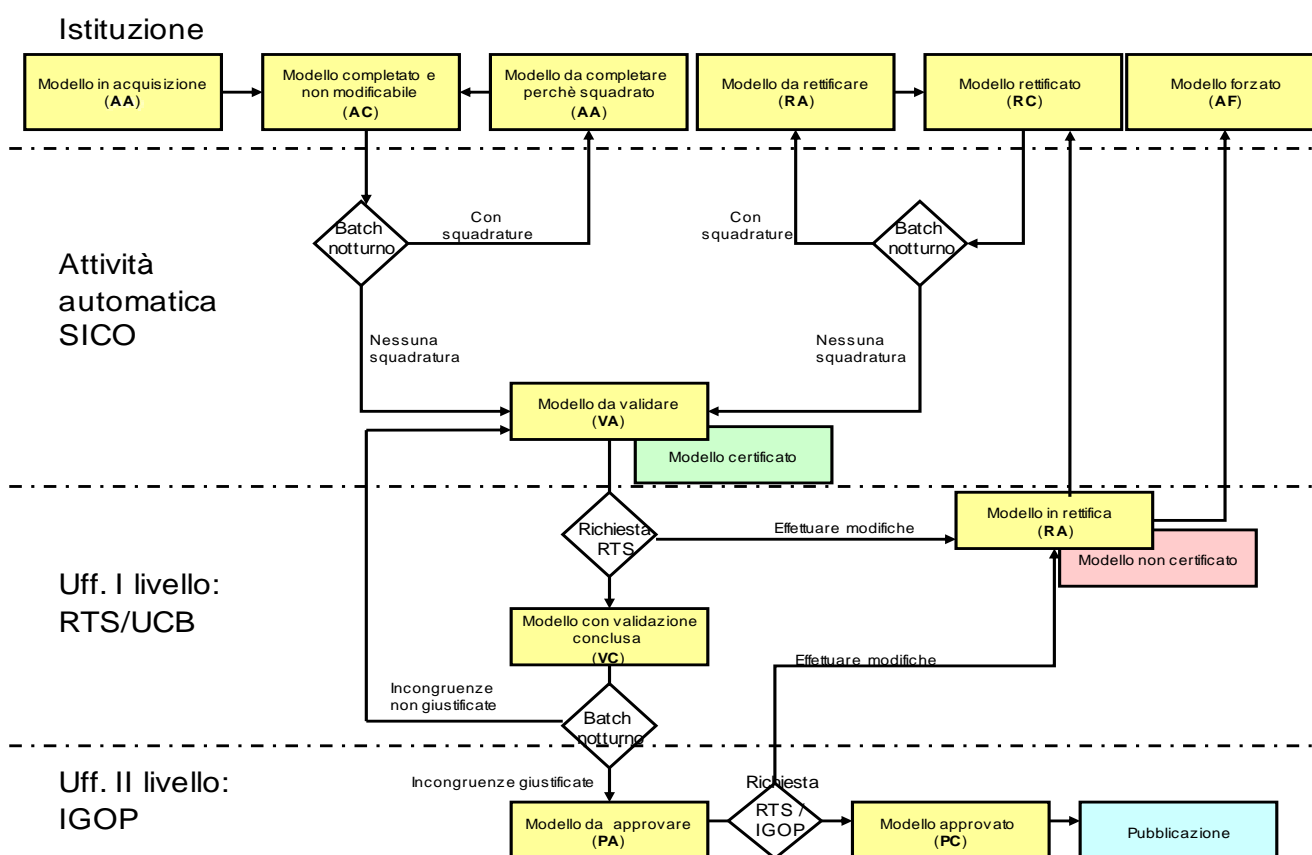 Istituzione
Modello in acquisizione
(AA)
Modello completato e
non modificabile
(AC)
Modello da completare
perchè squadrato
(AA)
Modello da rettificare
(RA)
Modello rettificato
(RC)
Modello forzato
(AF)
Attività
automatica
SICO
Batch
notturno
Con
squadrature
Con
squadrature
Batch
notturno
Nessuna
squadratura
Nessuna
squadratura
Modello da validare
(VA)
Modello certificato
Uff. I livello:
RTS/UCB
Richiesta
RTS
Effettuare modifiche
Modello in rettifica
(RA)
Modello non certificato
Modello con validazione
conclusa
(VC)
Effettuare modifiche
Incongruenze
non giustificate
Batch
notturno
Uff. II livello:
IGOP
Incongruenze giustificate
Modello da approvare
(PA)
Richiesta
RTS /
IGOP
Modello approvato
(PC)
Pubblicazione